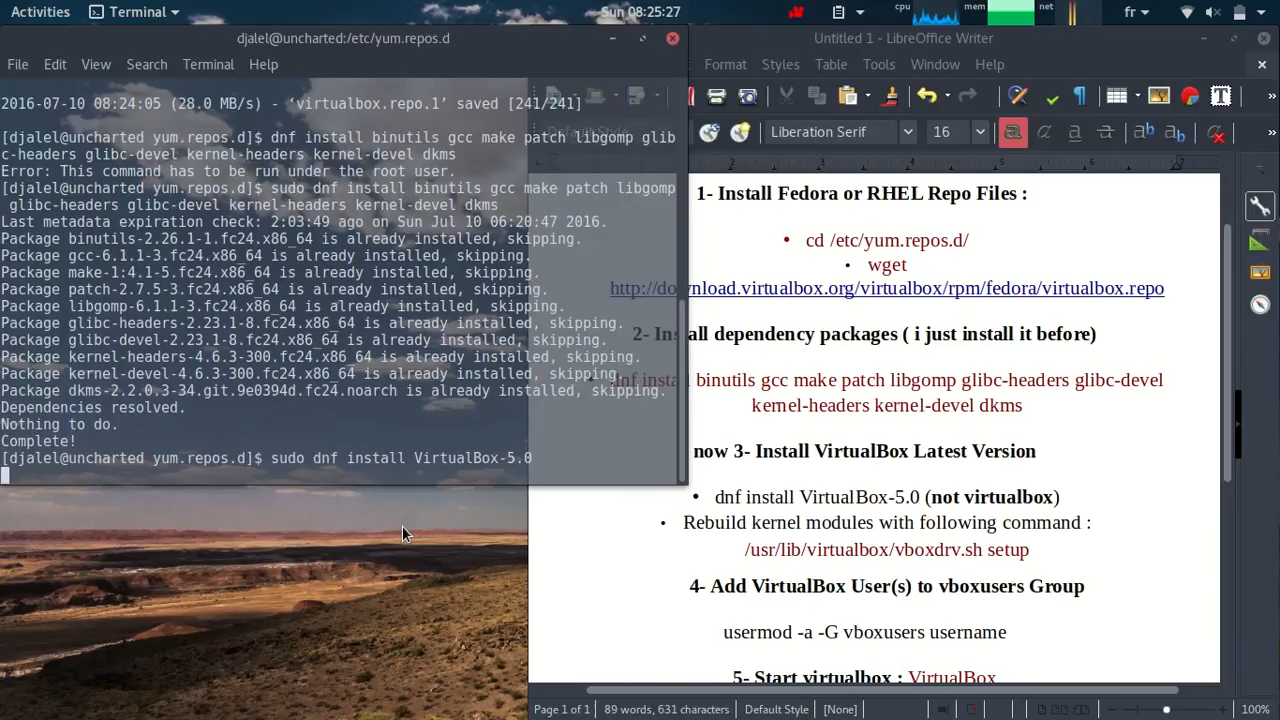 Activities Terminal Sun 08:25:27 cpu mem net fr
djalel@uncharted:/etc/yum.repos.d
File Edit View Search Terminal Help
2016-07-10 08:24:05 (28.0 MB/s) - ‘virtualbox.repo.1’ saved [241/241]
[djalel@uncharted yum.repos.d]$ dnf install binutils gcc make patch libgomp glib
c-headers glibc-devel kernel-headers kernel-devel dkms
Error: This command has to be run under the root user.
[djalel@uncharted yum.repos.d]$ sudo dnf install binutils gcc make patch libgomp
glibc-headers glibc-devel kernel-headers kernel-devel dkms
Last metadata expiration check: 2:03:49 ago on Sun Jul 10 06:20:47 2016.
Package binutils-2.26.1-1.fc24.x86_64 is already installed, skipping.
Package gcc-6.1.1-3.fc24.x86_64 is already installed, skipping.
Package make-1:4.1-5.fc24.x86_64 is already installed, skipping.
Package patch-2.7.5-3.fc24.x86_64 is already installed, skipping.
Package libgomp-6.1.1-3.fc24.x86_64 is already installed, skipping.
Package glibc-headers-2.23.1-8.fc24.x86_64 is already installed, skipping.
Package glibc-devel-2.23.1-8.fc24.x86_64 is already installed, skipping.
Package kernel-headers-4.6.3-300.fc24.x86_64 is already installed, skipping.
Package kernel-devel-4.6.3-300.fc24.x86_64 is already installed, skipping.
Package dkms-2.2.0.3-34.git.9e0394d.fc24.noarch is already installed, skipping.
Dependencies resolved.
Nothing to do.
Complete!
[djalel@uncharted yum.repos.d]$ sudo dnf install VirtualBox-5.0
Untitled 1 - LibreOffice Writer
Format Styles Table Tools Window Help
Liberation Serif 16
2 3 4 5 6 7
1- Install Fedora or RHEL Repo Files :
• cd /etc/yum.repos.d/
• wget
http://download.virtualbox.org/virtualbox/rpm/fedora/virtualbox.repo
2- Install dependency packages ( i just install it before)
• dnf install binutils gcc make patch libgomp glibc-headers glibc-devel
kernel-headers kernel-devel dkms
now 3- Install VirtualBox Latest Version
• dnf install VirtualBox-5.0 (not virtualbox)
• Rebuild kernel modules with following command :
/usr/lib/virtualbox/vboxdrv.sh setup
4- Add VirtualBox User(s) to vboxusers Group
usermod -a -G vboxusers username
5- Start virtualbox : VirtualBox
Page 1 of 1 89 words, 631 characters Default Style [None] 100%